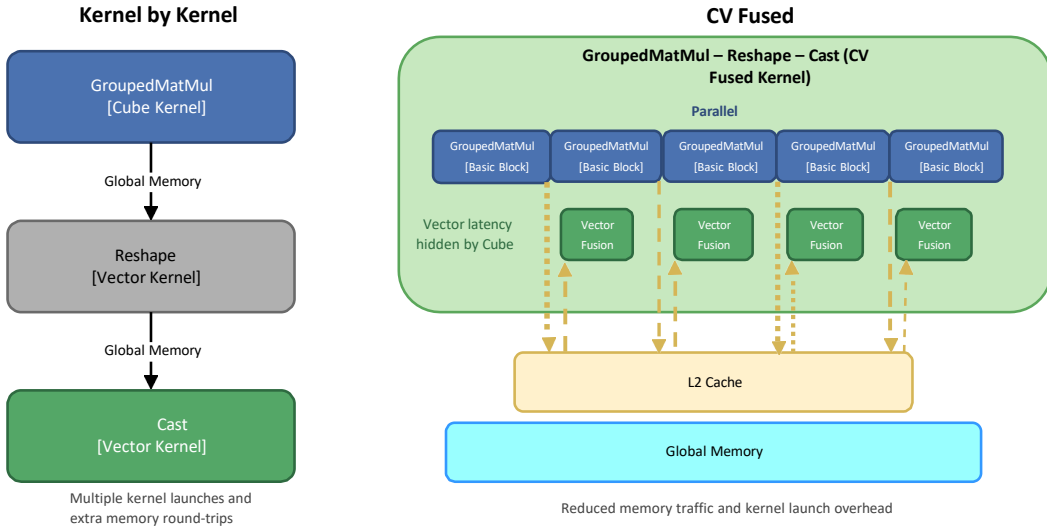 Kernel by Kernel
GroupedMatMul
[Cube Kernel]
Global Memory
Reshape
[Vector Kernel]
Global Memory
Cast
[Vector Kernel]
Multiple kernel launches and
extra memory round-trips
CV Fused
GroupedMatMul – Reshape – Cast (CV
Fused Kernel)
Parallel
GroupedMatMul
[Basic Block]
GroupedMatMul
[Basic Block]
GroupedMatMul
[Basic Block]
GroupedMatMul
[Basic Block]
GroupedMatMul
[Basic Block]
Vector latency
hidden by Cube
Vector
Fusion
Vector
Fusion
Vector
Fusion
Vector
Fusion
L2 Cache
Global Memory
Reduced memory traffic and kernel launch overhead